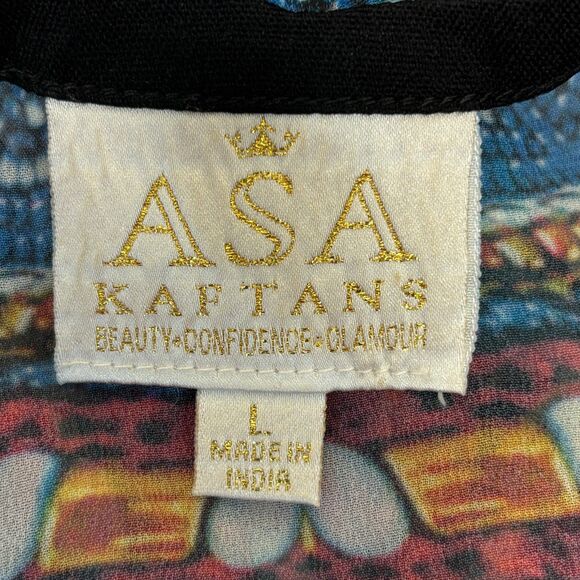 ASA
KAFTANS
BEAUTY•CONFIDENCE•GLAMOUR
L
MADE IN
INDIA